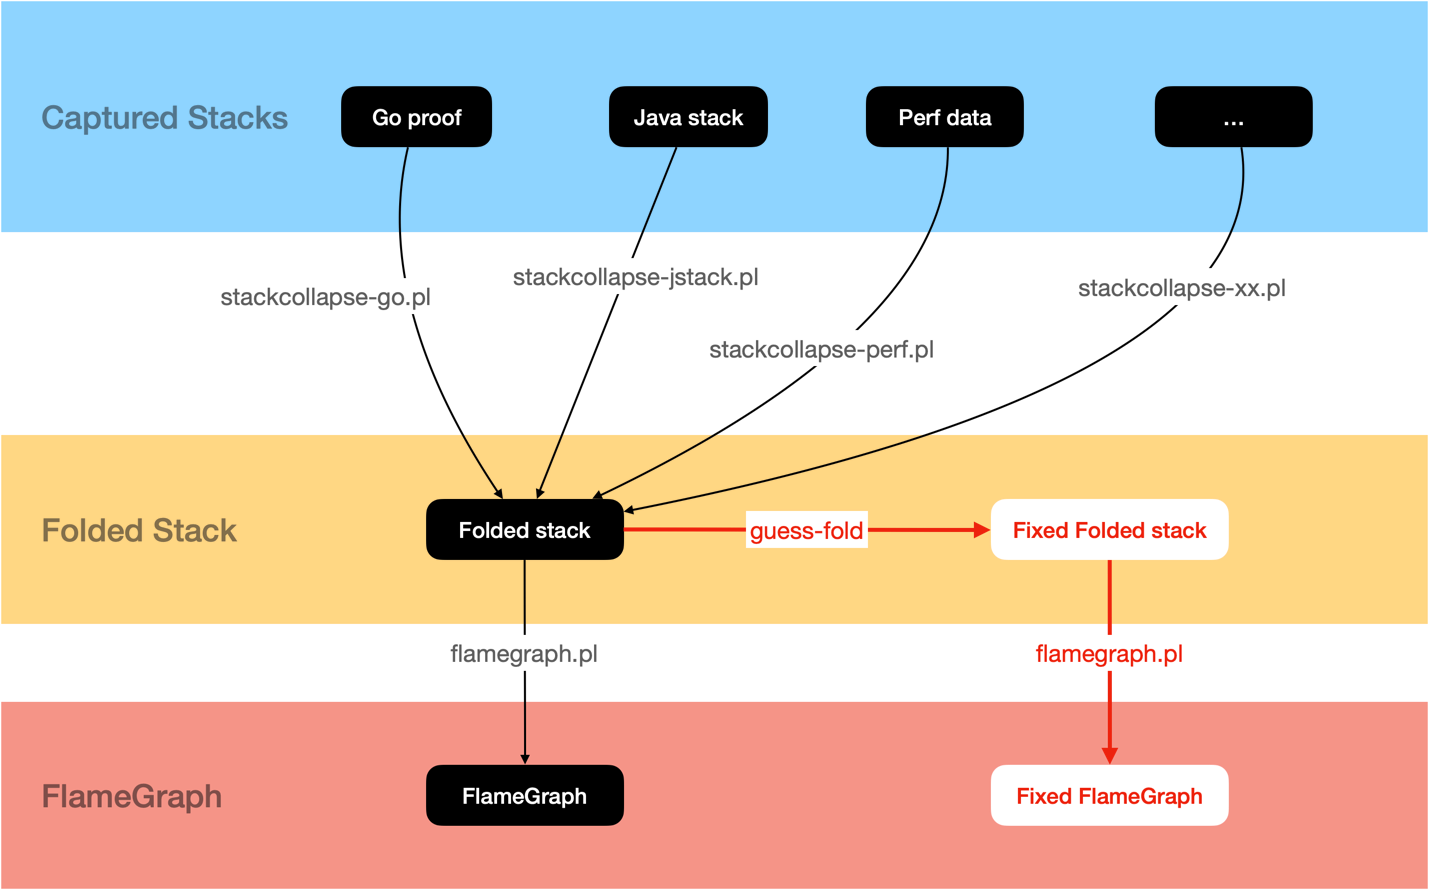 Captured Stacks
Go proof
Java stack
Perf data
...
stackcollapse-go.pl
stackcollapse-jstack.pl
stackcollapse-perf.pl
stackcollapse-xx.pl
Folded Stack
Folded stack
guess-fold
Fixed Folded stack
flamegraph.pl
flamegraph.pl
FlameGraph
FlameGraph
Fixed FlameGraph